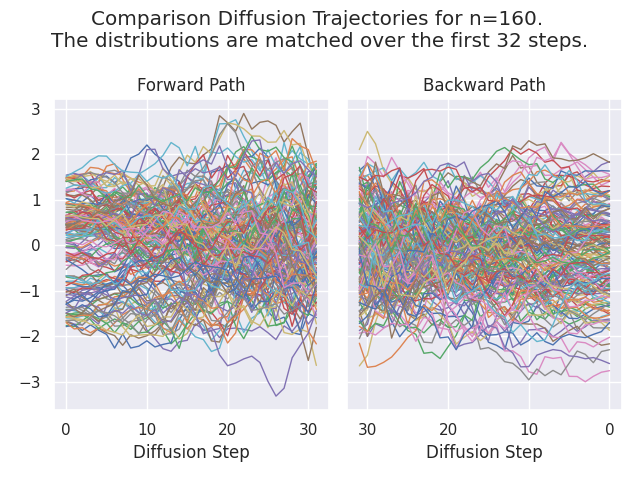 Comparison Diffusion Trajectories for n=160.
The distributions are matched over the first 32 steps.
Forward Path
Backward Path
3
2
1
0
−1
−2
−3
0 10 20 30
30 20 10 0
Diffusion Step
Diffusion Step